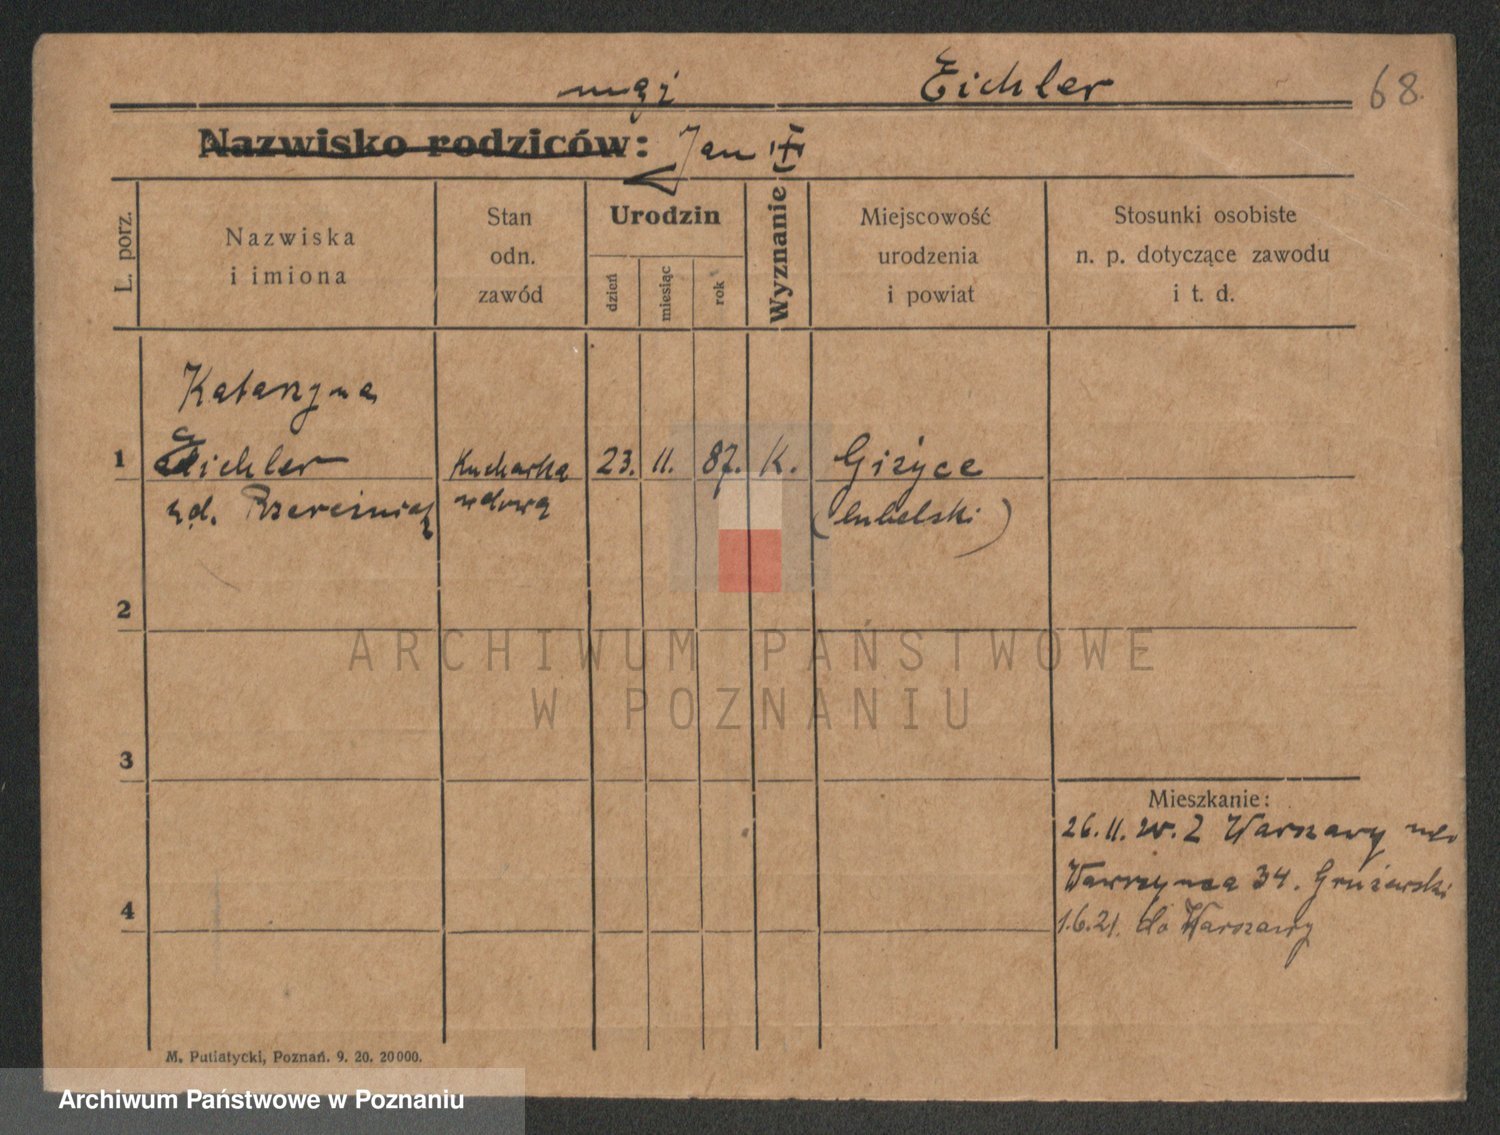 mąż Eichler 68
Nazwisko rodziców: Jan (+)
L. porz.
Nazwiska
i imiona
Stan
odn.
zawód
Urodzin
dzień
miesiąc
rok
Wyznanie
Miejscowość
urodzenia
i powiat
Stosunki osobiste
n. p. dotyczące zawodu
i t. d.
Katarzyna
1 Eichler Kucharka 23. 11. 87. K. Giżyce
wdowa (lubelski)
2
ARCHIWUM PAŃSTWOWE
W POZNANIU
3
Mieszkanie:
26.11. Z Warszawy
Wawrzyńca 34. Grużewski
4
1.6.21. do Warszawy
M. Putiatycki, Poznań. 9. 20. 20000.
Archiwum Państwowe w Poznaniu